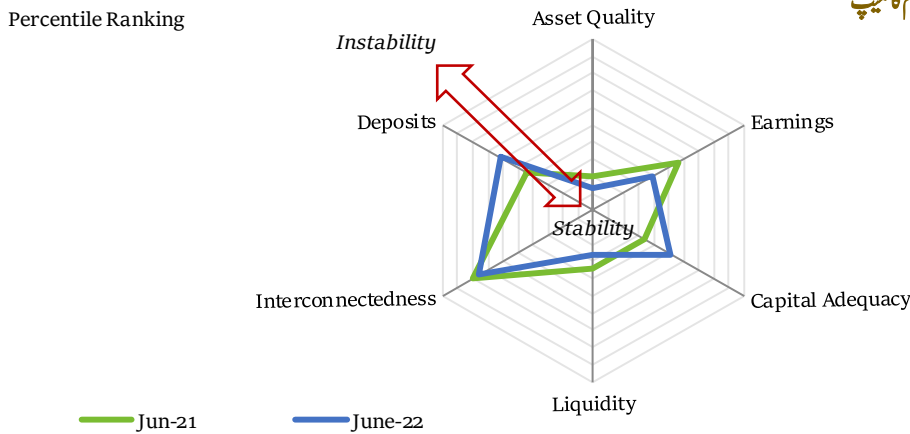 Percentile Ranking
Asset Quality
Instability
Deposits
Earnings
Stability
Interconnectedness
Capital Adequacy
Liquidity
Jun-21
June-22